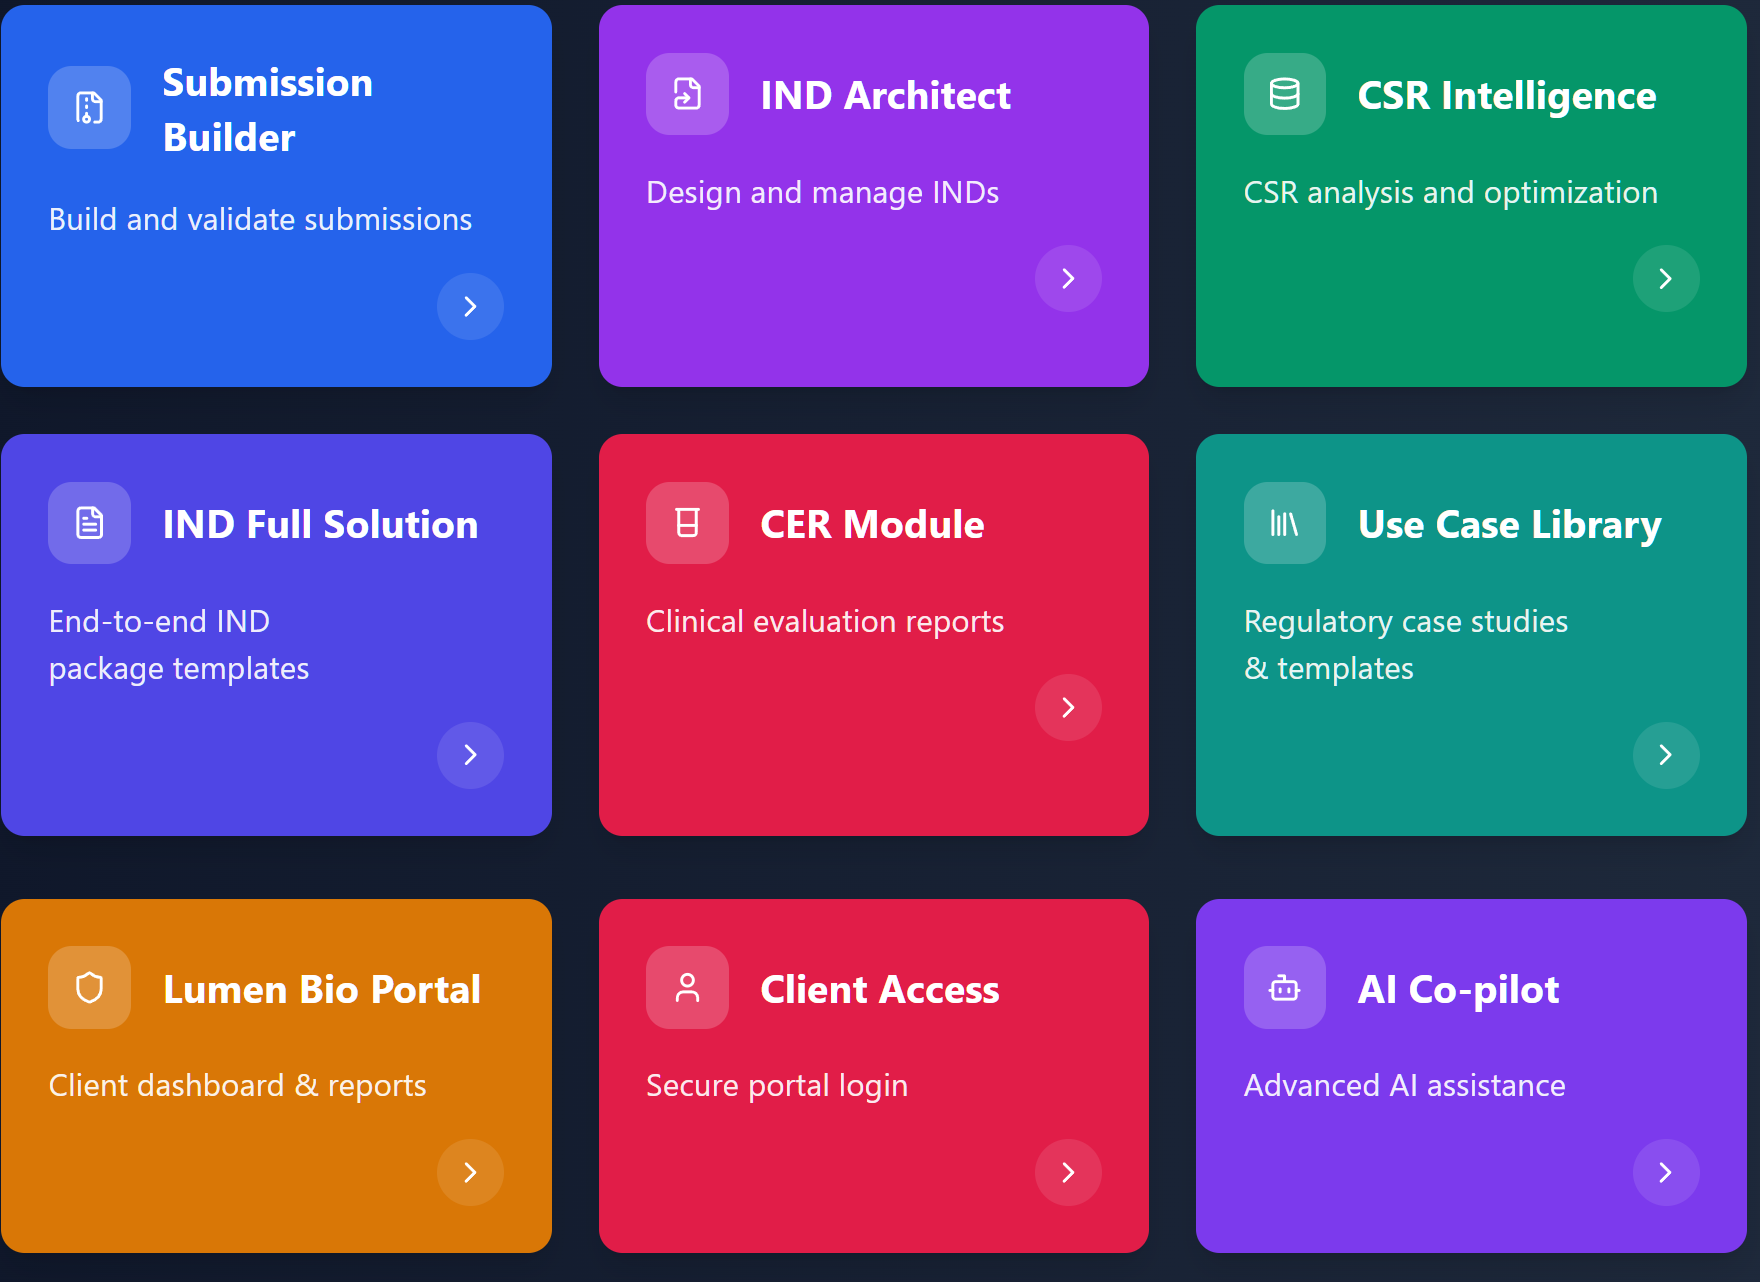 Submission
Builder
Build and validate submissions
IND Architect
Design and manage INDs
CSR Intelligence
CSR analysis and optimization
IND Full Solution
End-to-end IND
package templates
CER Module
Clinical evaluation reports
Use Case Library
Regulatory case studies
& templates
Lumen Bio Portal
Client dashboard & reports
Client Access
Secure portal login
AI Co-pilot
Advanced AI assistance